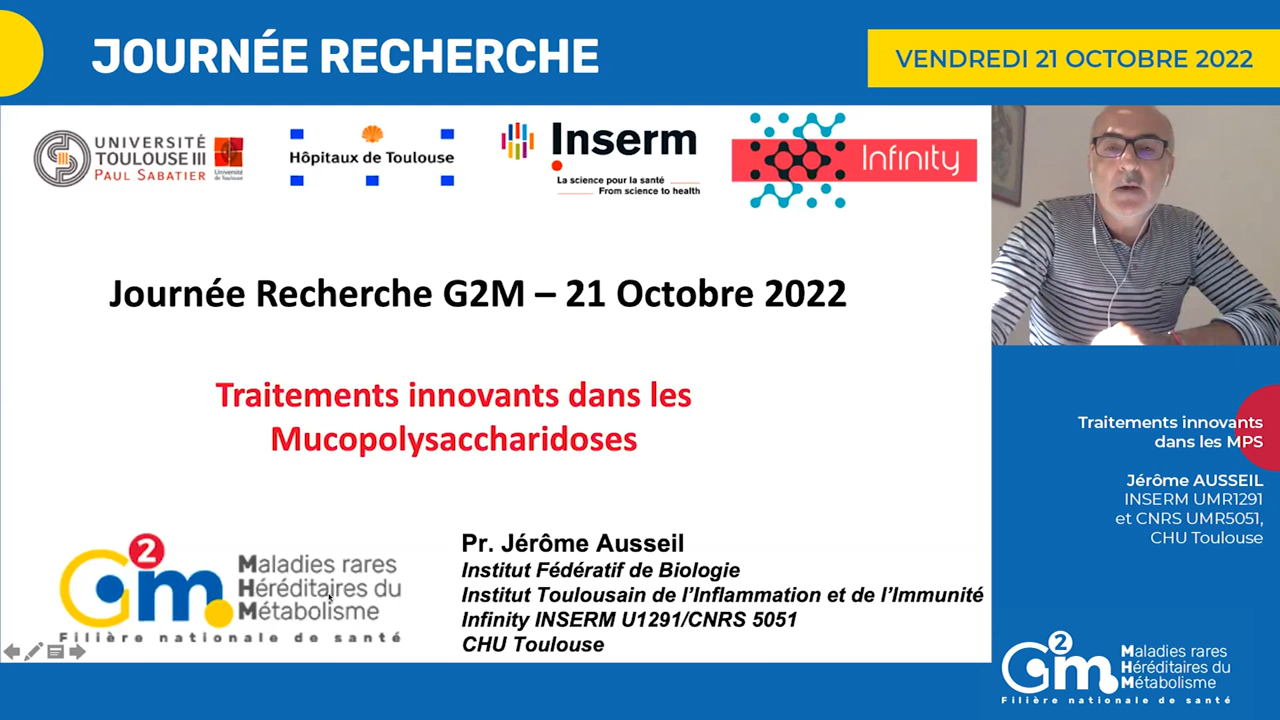 JOURNÉE RECHERCHE
VENDREDI 21 OCTOBRE 2022
UNIVERSITÉ
TOULOUSE III
PAUL SABATIER
Université
de Toulouse
Hôpitaux de Toulouse
Inserm
La science pour la santé
From science to health
Infinity
Journée Recherche G2M – 21 Octobre 2022
Traitements innovants dans les
Mucopolysaccharidoses
G2m.
Maladies rares
Héréditaires du
Métabolisme
Filière nationale de santé
Pr. Jérôme Ausseil
Institut Fédératif de Biologie
Institut Toulousain de l’Inflammation et de l’Immunité
Infinity INSERM U1291/CNRS 5051
CHU Toulouse
Traitements innovants
dans les MPS
Jérôme AUSSEIL
INSERM UMR1291
et CNRS UMR5051,
CHU Toulouse
G2m.
Maladies rares
Héréditaires du
Métabolisme
Filière nationale de santé